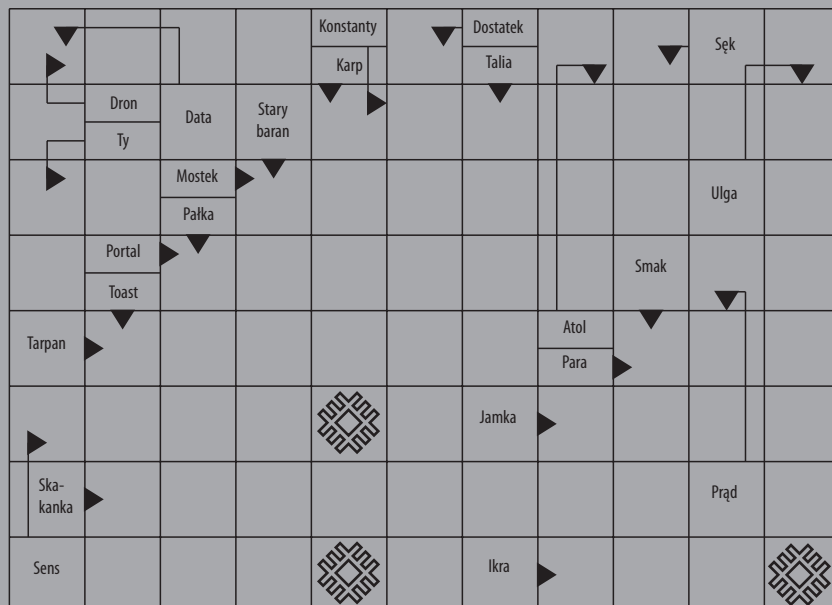 Konstanty
Dostatek
Sęk
Karp
Talia
Dron
Data
Stary
baran
Ty
Mostek
Pałka
Ulga
Portal
Toast
Smak
Tarpan
Atol
Para
Jamka
Ska-
kanka
Prąd
Sens
Ikra